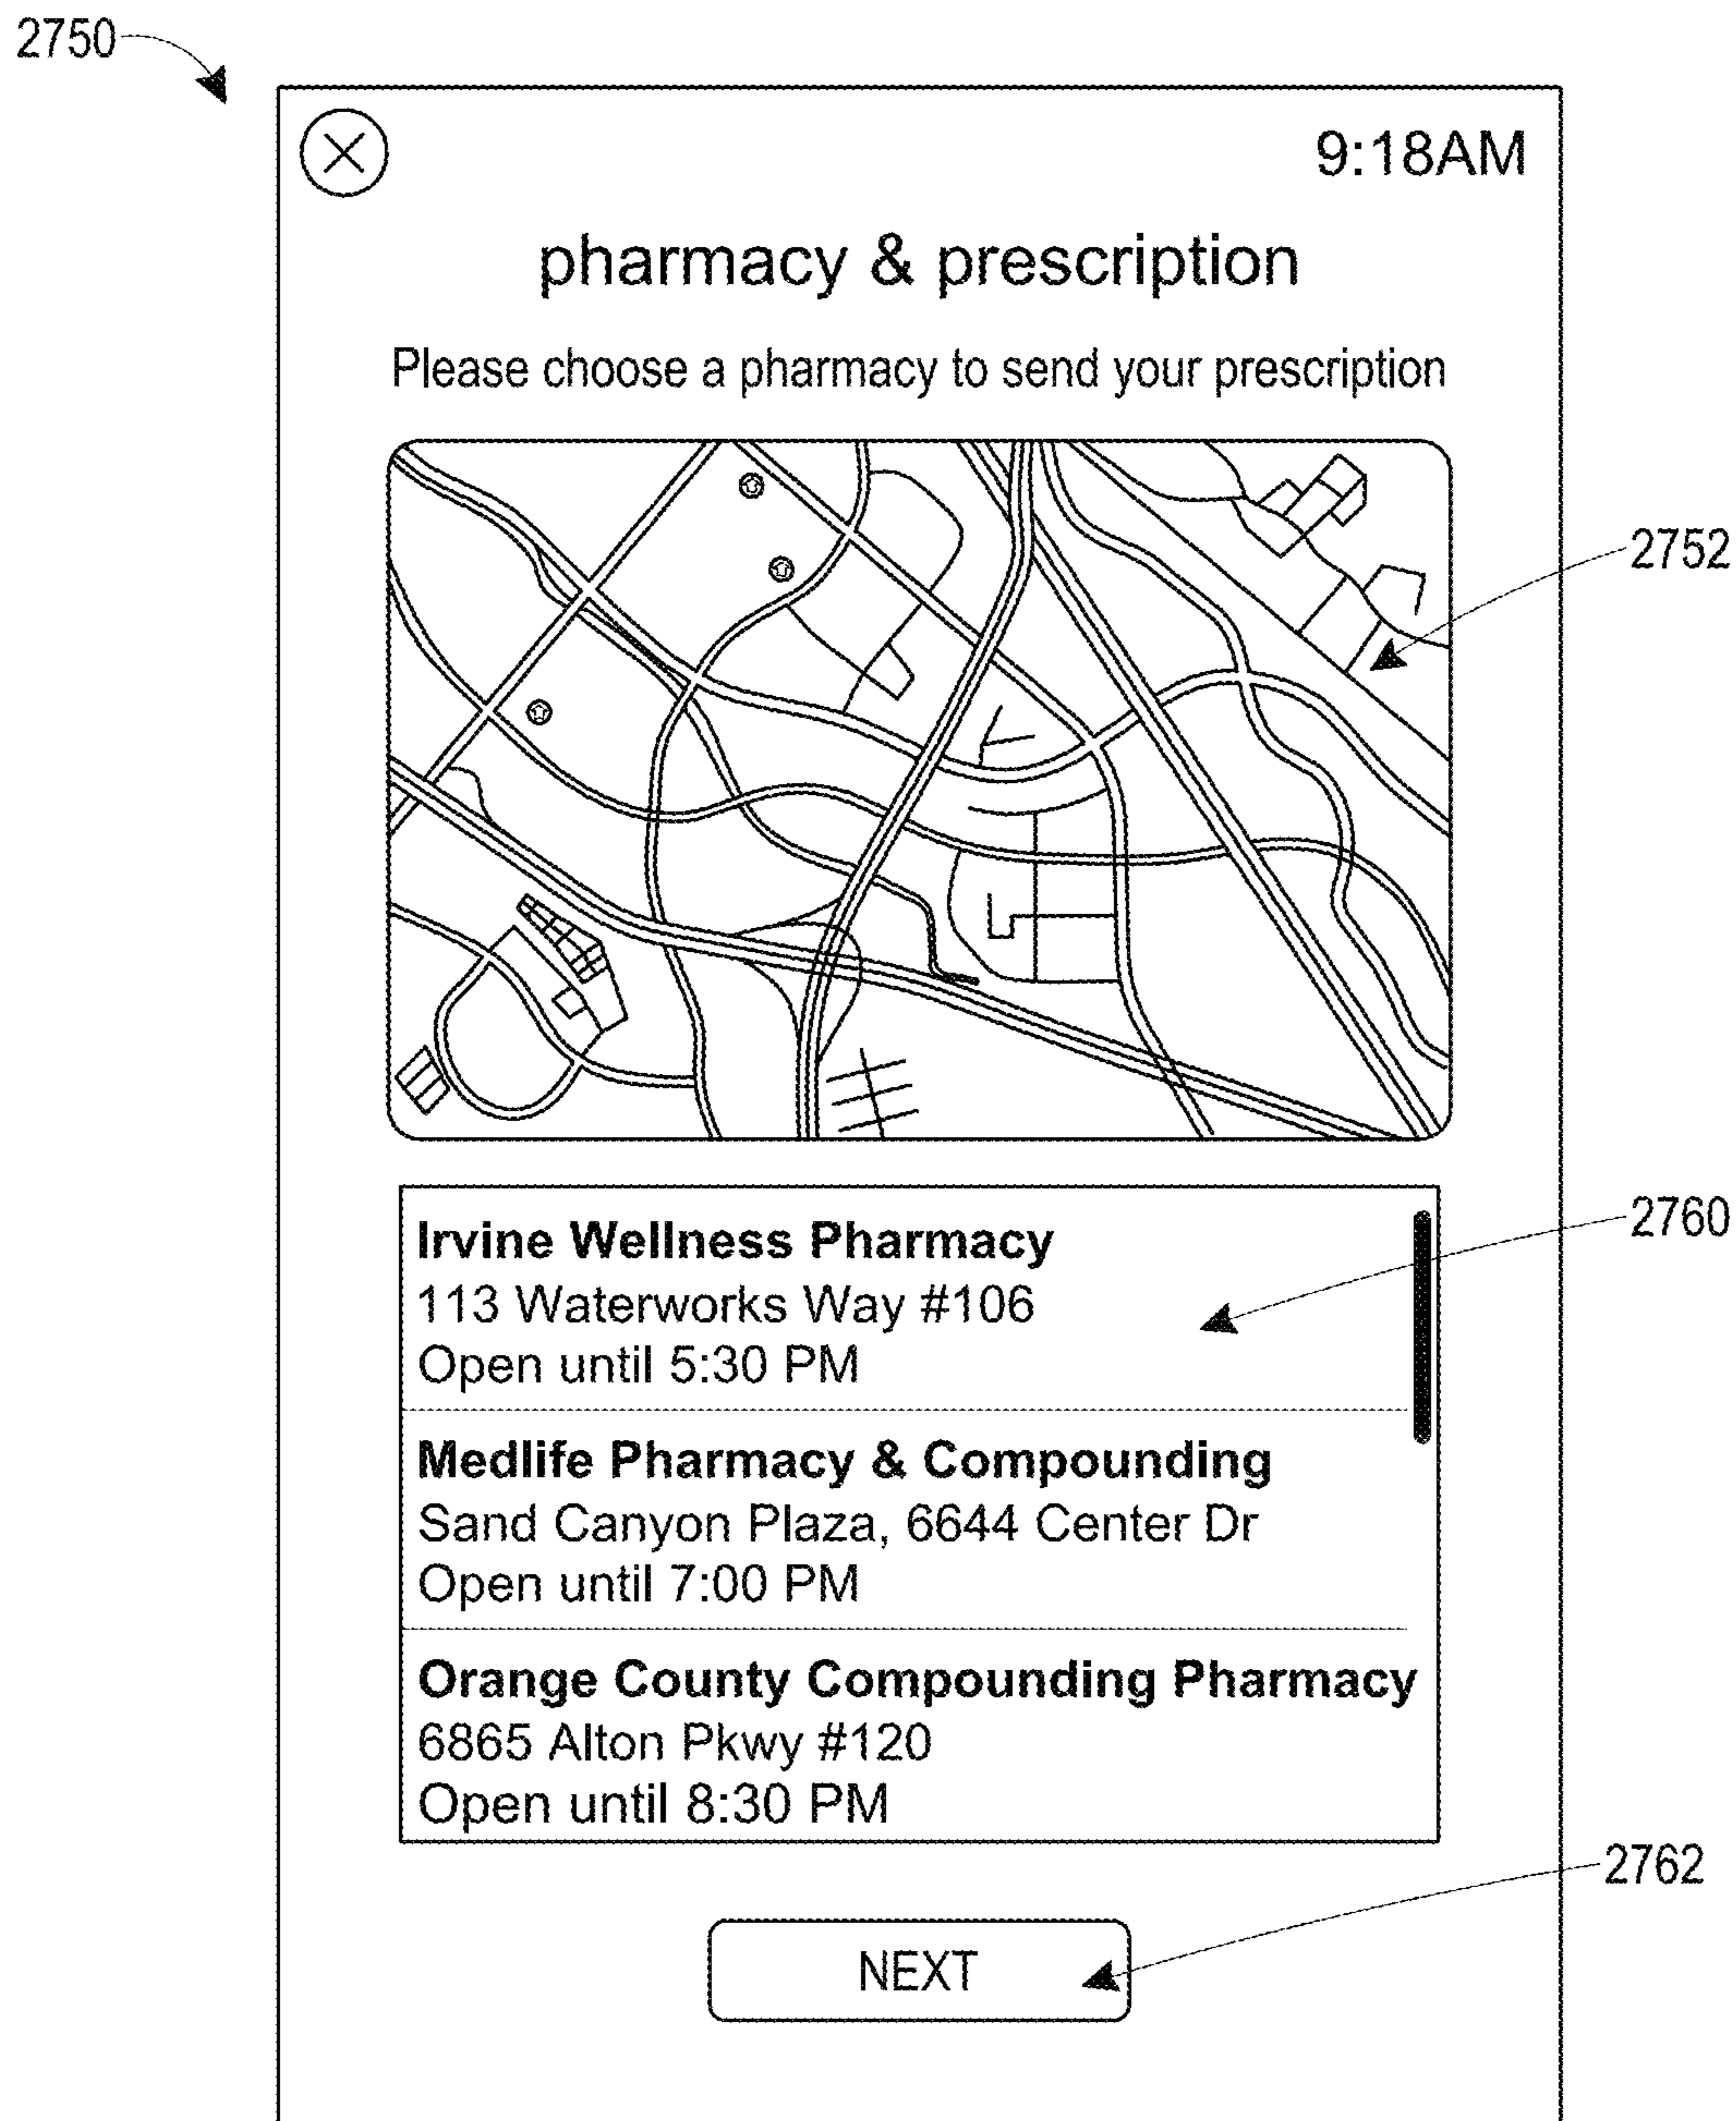 2750
9:18AM
pharmacy & prescription
Please choose a pharmacy to send your prescription
2752
Irvine Wellness Pharmacy
113 Waterworks Way #106
Open until 5:30 PM
2760
Medlife Pharmacy & Compounding
Sand Canyon Plaza, 6644 Center Dr
Open until 7:00 PM
Orange County Compounding Pharmacy
6865 Alton Pkwy #120
Open until 8:30 PM
2762
NEXT